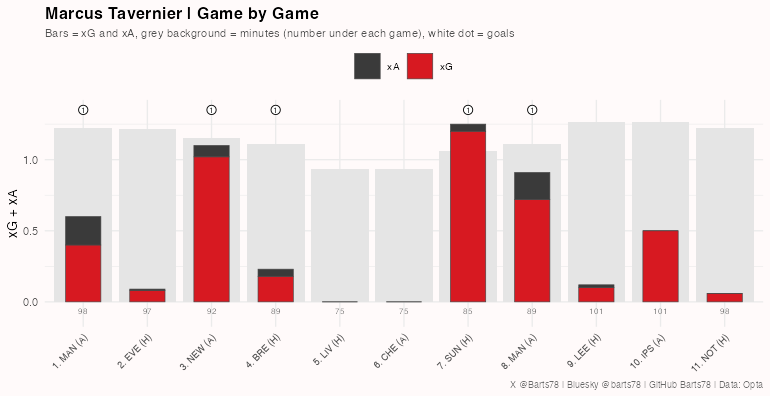 Marcus Tavernier | Game by Game
Bars = xG and xA, grey background = minutes (number under each game), white dot = goals
xA xG
1 1 1 1 1
xG + xA
1.0
0.5
0.0
98 97 92 89 75 75 85 89 101 101 98
1. MAN (A) 2. EVE (H) 3. NEW (A) 4. BRE (H) 5. LIV (H) 6. CHE (A) 7. SUN (H) 8. MAN (A) 9. LEE (H) 10. IPS (A) 11. NOT (H)
X @Barts78 | Bluesky @barts78 | GitHub Barts78 | Data: Opta